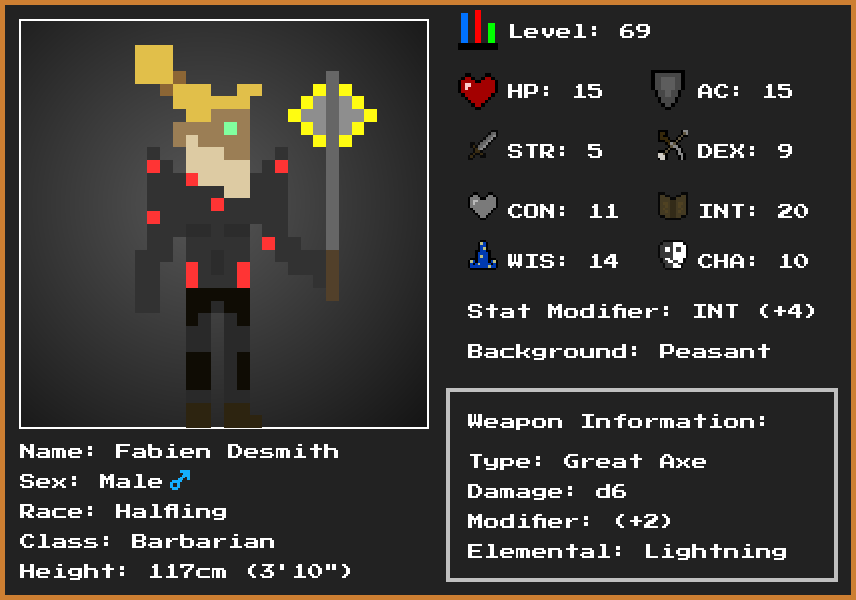 Level: 69
HP: 15 AC: 15
STR: 5 DEX: 9
CON: 11 INT: 20
WIS: 14 CHA: 10
Stat Modifier: INT (+4)
Background: Peasant
Weapon Information:
Type: Great Axe
Damage: d6
Modifier: (+2)
Elemental: Lightning
Name: Fabien Desmith
Sex: Male ♂
Race: Halfling
Class: Barbarian
Height: 117cm (3'10")